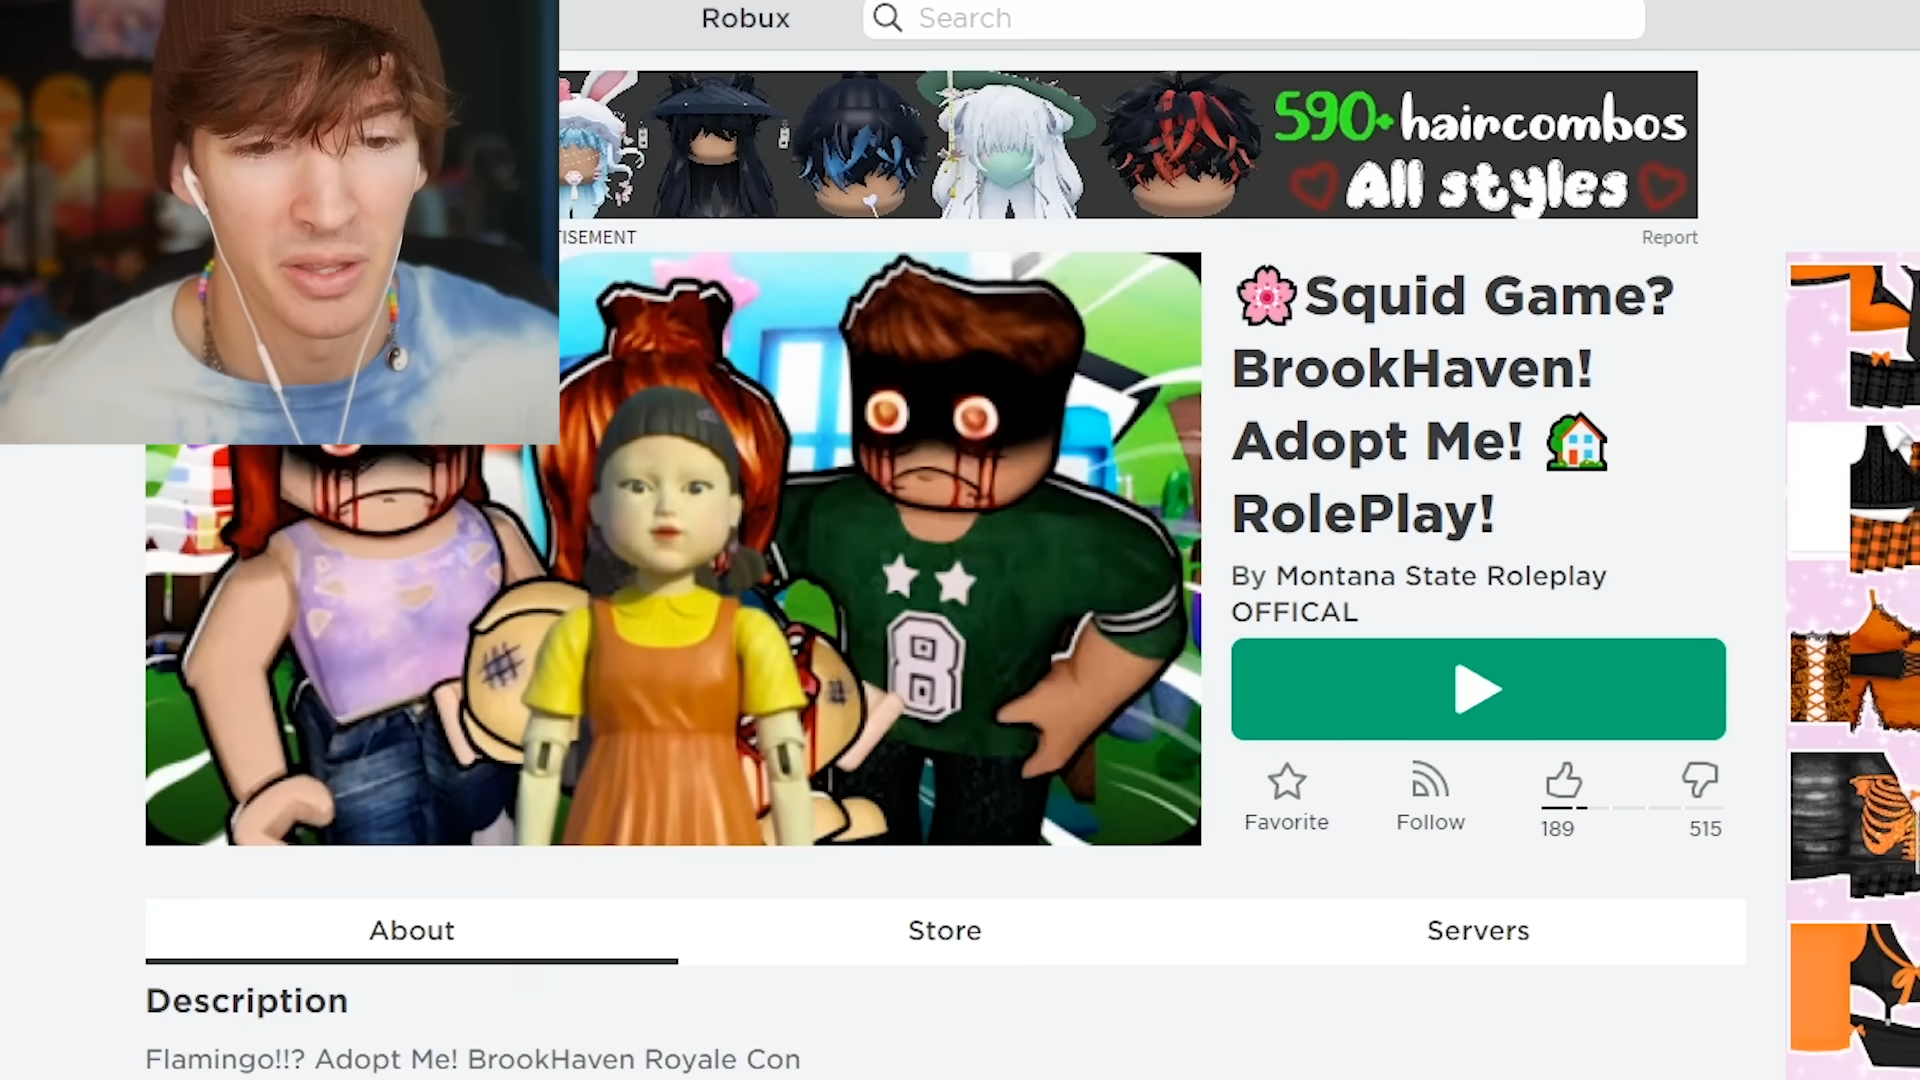 Robux
Search
590+ haircombos
All styles
TISEMENT
Report
🌸Squid Game?
BrookHaven!
Adopt Me! 🏠
RolePlay!
By Montana State Roleplay
OFFICAL
8
Favorite
Follow
189
515
About
Store
Servers
Description
Flamingo!!? Adopt Me! BrookHaven Royale Con